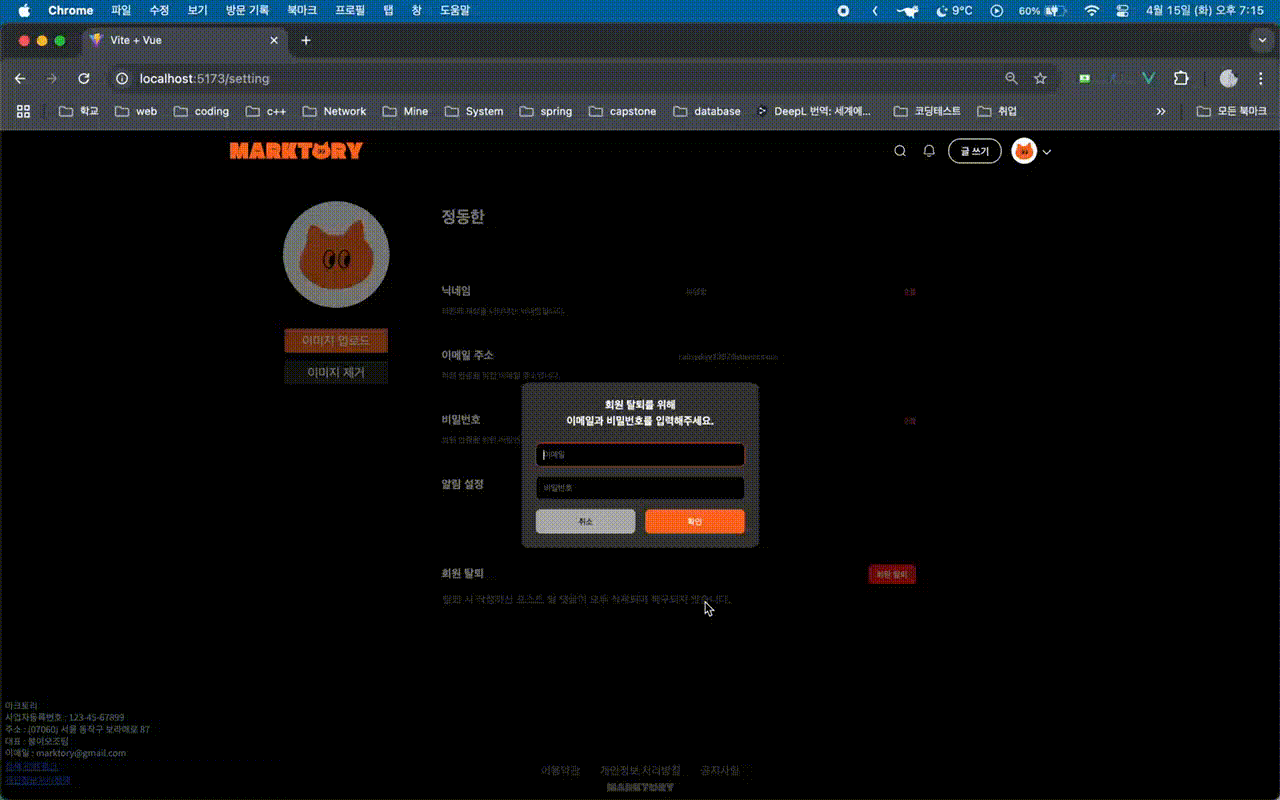 Chrome 파일 수정 보기 방문 기록 북마크 프로필 탭 창 도움말 9°C 60% 4월 15일 (화) 오후 7:15
Vite + Vue
localhost:5173/setting
학교 web coding c++ Network Mine System spring capstone database DeepL 번역: 세계에... 코딩테스트 취업 모든 북마크
MARKTORY 글 쓰기
정동한
닉네임
이미지 업로드
이메일 주소
이미지 제거
회원 탈퇴를 위해
이메일과 비밀번호를 입력해주세요.
비밀번호
이메일
알람 설정
비밀번호
취소 확인
회원 탈퇴 회원 탈퇴
탈퇴 시 작성하신 포스트 및 댓글이 모두 삭제되며 복구되지 않습니다.
마크토리
사업자등록번호 : 123-45-67899
주소 : (07060) 서울 동작구 보라매로 87
대표 : 붐어오조팀
이메일 : marktory@gmail.com
이용약관 개인정보 처리방침 공지사항
MARKTORY